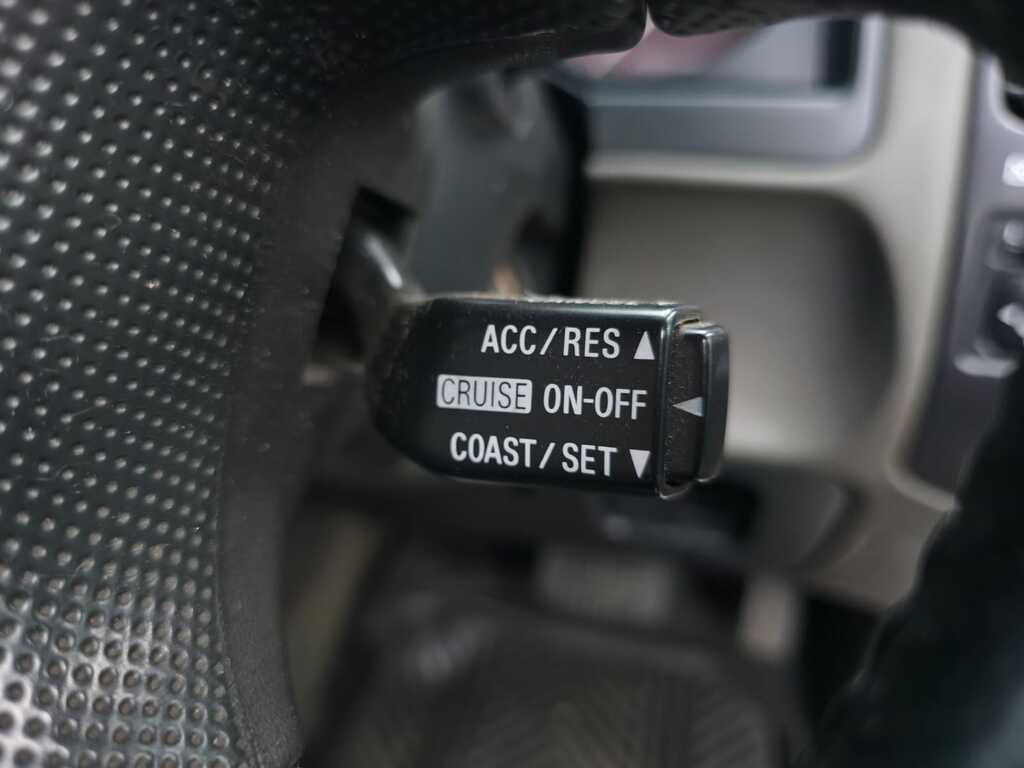 ACC/RES ▲
CRUISE ON-OFF ◀
COAST/SET ▼